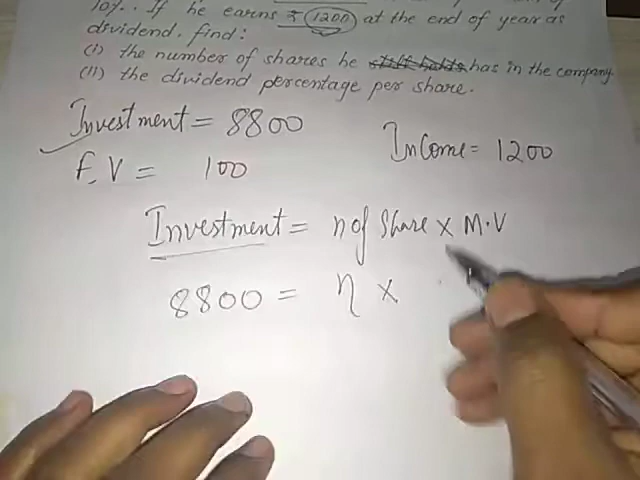 10%. If he earns ₹ 1200 at the end of year as
dividend, find:
(i) the number of shares he has in the company
(ii) the dividend percentage per share.
Investment = 8800
Income = 1200
F.V = 100
Investment = n of share x M.V
8800 = n x